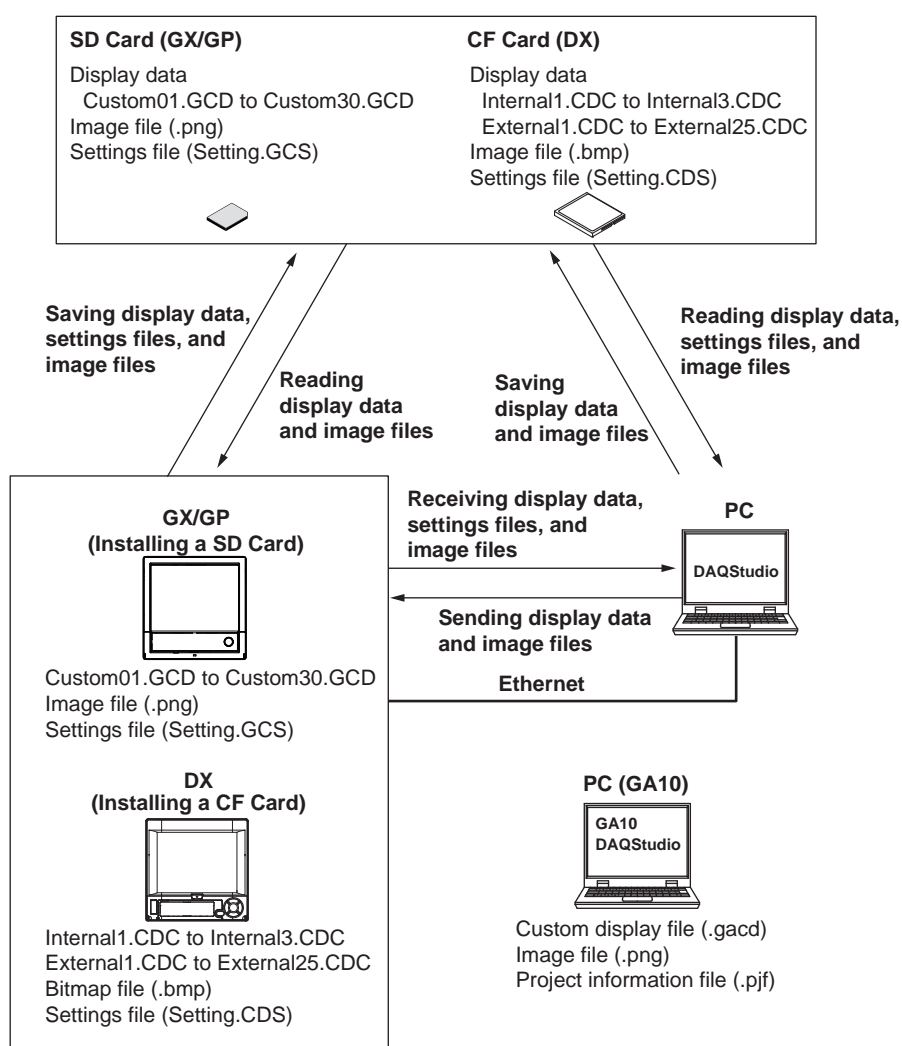 SD Card (GX/GP)
Display data
Custom01.GCD to Custom30.GCD
Image file (.png)
Settings file (Setting.GCS)
CF Card (DX)
Display data
Internal1.CDC to Internal3.CDC
External1.CDC to External25.CDC
Image file (.bmp)
Settings file (Setting.CDS)
Saving display data,
settings files, and
image files
Reading
display data
and image files
Saving
display data
and image files
Reading display data,
settings files, and
image files
GX/GP
(Installing a SD Card)
Custom01.GCD to Custom30.GCD
Image file (.png)
Settings file (Setting.GCS)
Receiving display data,
settings files, and
image files
Sending display data
and image files
Ethernet
PC
DAQStudio
DX
(Installing a CF Card)
Internal1.CDC to Internal3.CDC
External1.CDC to External25.CDC
Bitmap file (.bmp)
Settings file (Setting.CDS)
PC (GA10)
GA10
DAQStudio
Custom display file (.gacd)
Image file (.png)
Project information file (.pjf)